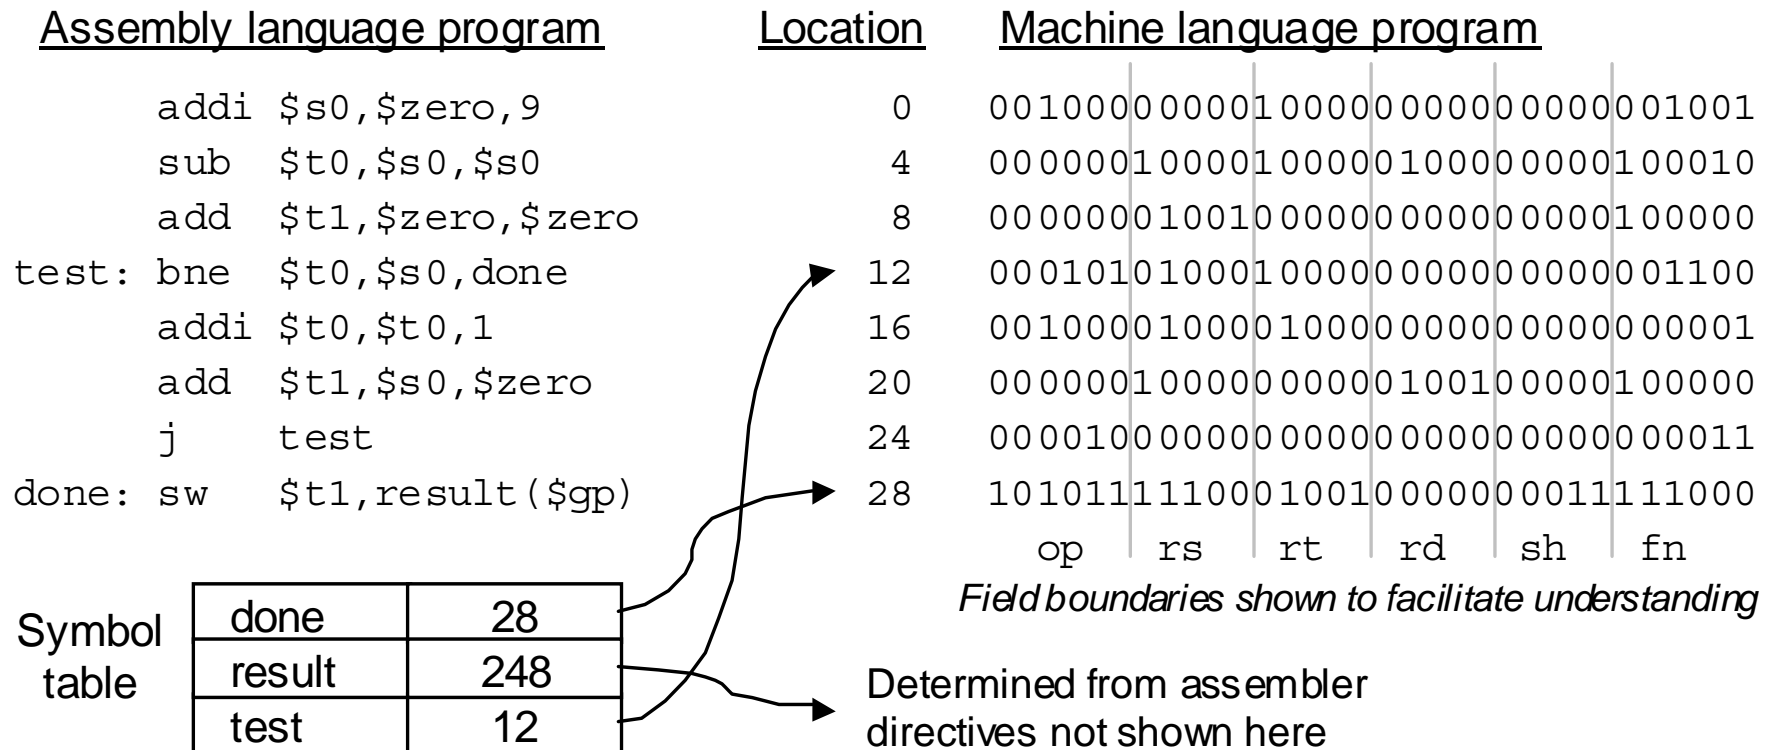 Assembly language program Location Machine language program
addi $s0,$zero,9 0 00100000000100000000000000001001
sub $t0,$s0,$s0 4 00000010000100000100000000100010
add $t1,$zero,$zero 8 00000001001000000000000000100000
test: bne $t0,$s0,done 12 00010101000100000000000000001100
addi $t0,$t0,1 16 00100001000010000000000000000001
add $t1,$s0,$zero 20 00000010000000000100100000100000
j test 24 00001000000000000000000000000011
done: sw $t1,result($gp) 28 10101111100010010000000011111000
op rs rt rd sh fn
Field boundaries shown to facilitate understanding
Symbol table
done 28
result 248
test 12
Determined from assembler
directives not shown here